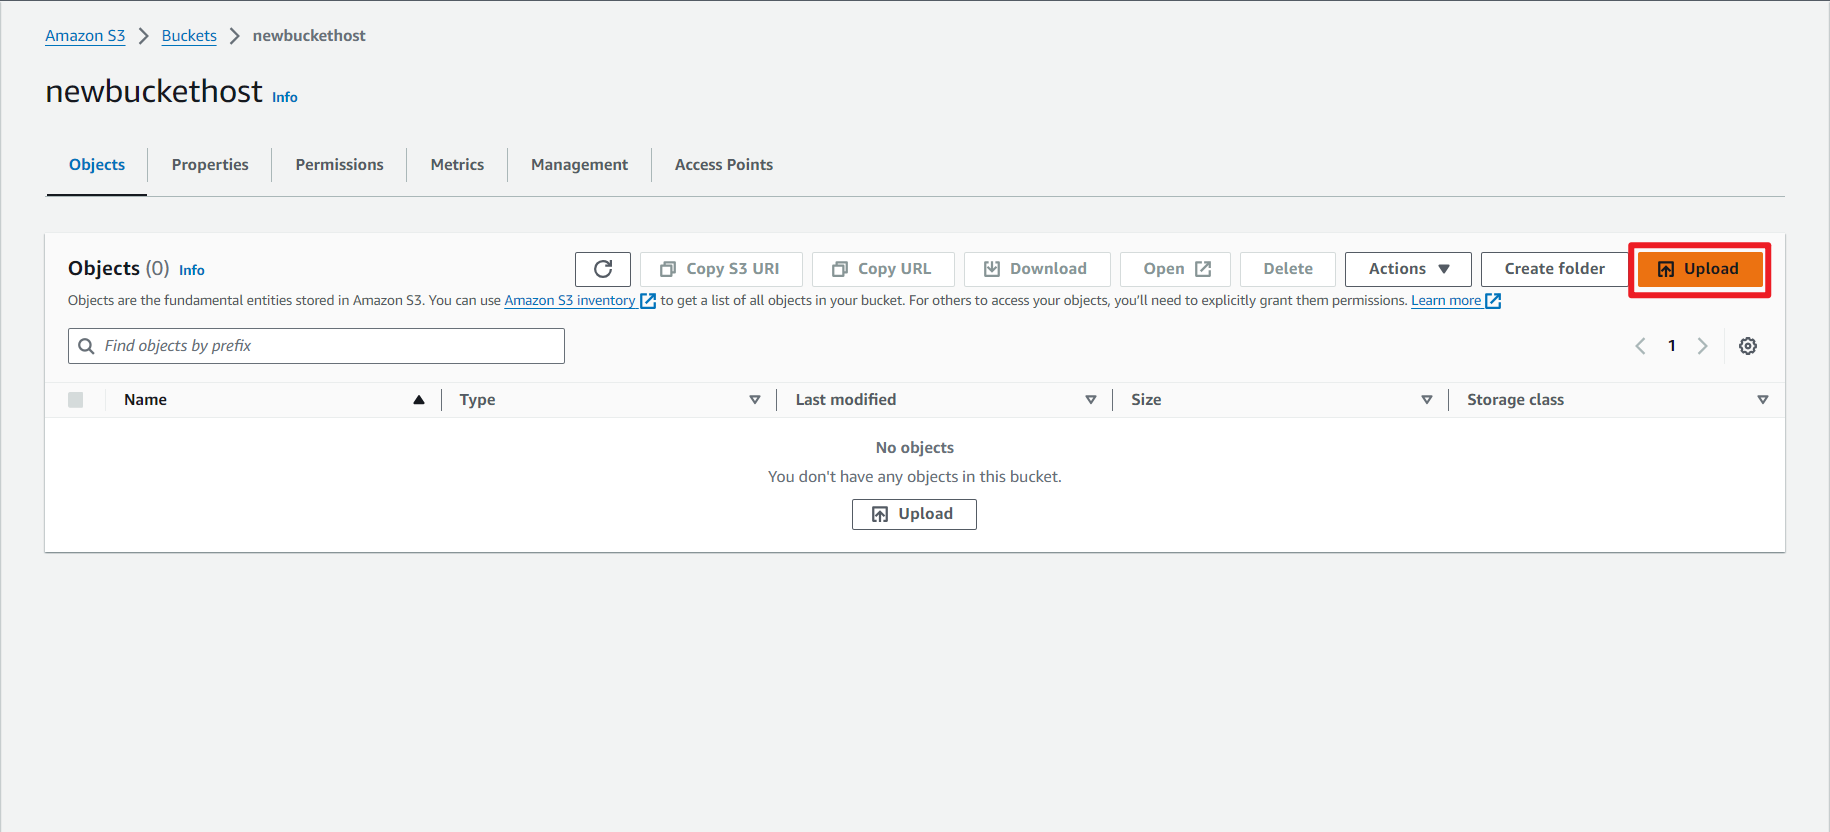 Amazon S3 > Buckets > newbuckethost
newbuckethost Info
Objects Properties Permissions Metrics Management Access Points
Objects (0) Info Copy S3 URI Copy URL Download Open Delete Actions Create folder Upload
Objects are the fundamental entities stored in Amazon S3. You can use Amazon S3 inventory to get a list of all objects in your bucket. For others to access your objects, you'll need to explicitly grant them permissions. Learn more
Find objects by prefix 1
Name Type Last modified Size Storage class
No objects
You don't have any objects in this bucket.
Upload